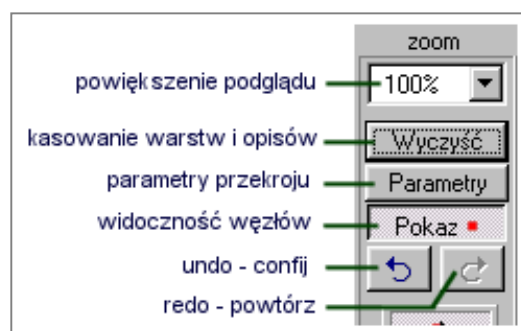 zoom
powiększenie podglądu 100%
kasowanie warstw i opisów Wyczyść
parametry przekroju Parametry
widoczność węzłów Pokaz
undo - confij
redo - powtórz